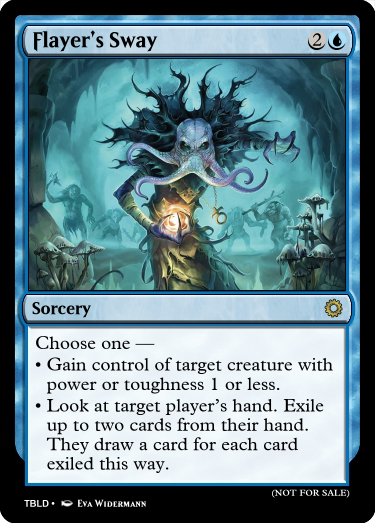 Flayer's Sway 2
Sorcery
Choose one —
• Gain control of target creature with
power or toughness 1 or less.
• Look at target player's hand. Exile
up to two cards from their hand.
They draw a card for each card
exiled this way.
(NOT FOR SALE)
TBLD • Eva Widermann